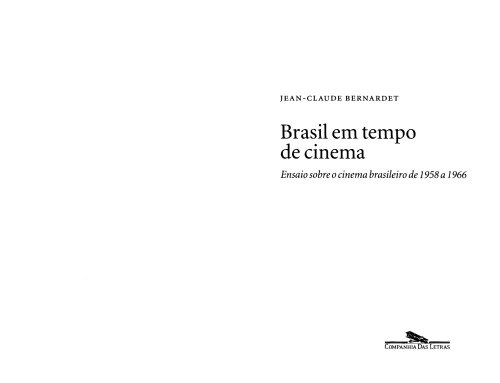 JEAN-CLAUDE BERNARDET
Brasil em tempo
de cinema
Ensaio sobre o cinema brasileiro de 1958 a 1966
COMPANHIA DAS LETRAS